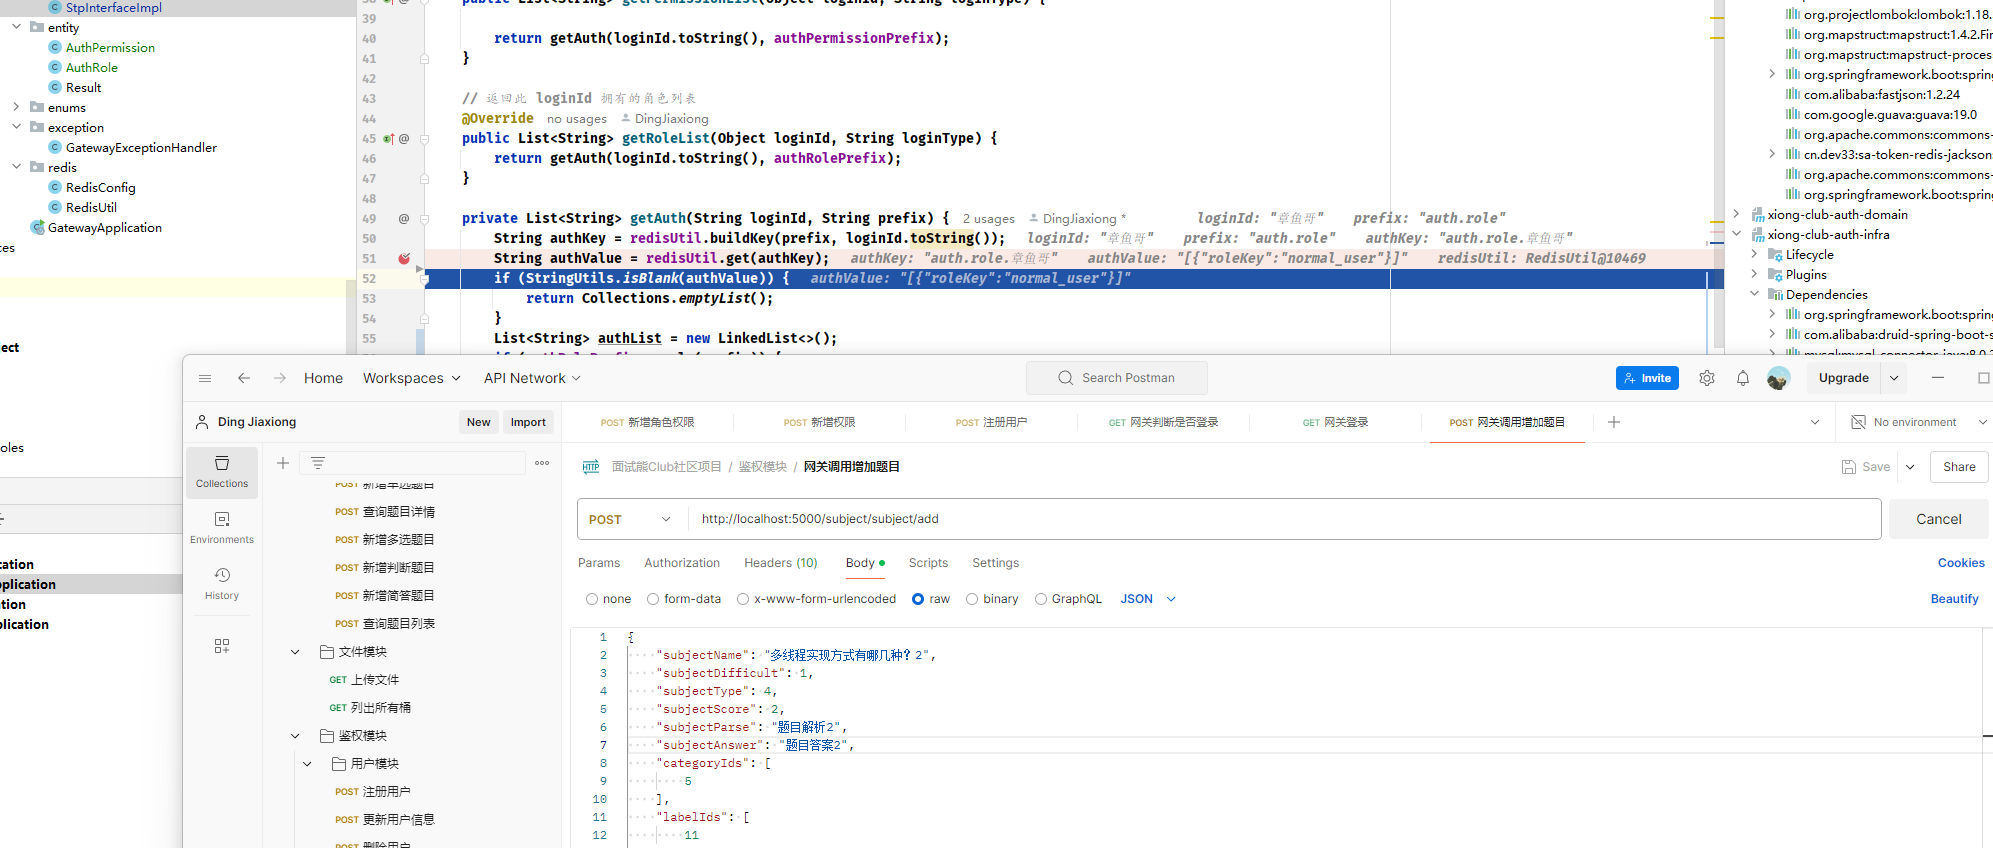 StpInterfaceImpl
entity
AuthPermission
AuthRole
Result
enums
exception
GatewayExceptionHandler
redis
RedisConfig
RedisUtil
GatewayApplication
38 public List<String> getPermissionList(Object loginId, String loginType) {
39
40 return getAuth(loginId.toString(), authPermissionPrefix);
41 }
42
43 // 返回此 loginId 拥有的角色列表
44 @Override no usages DingJiaxiong
45 public List<String> getRoleList(Object loginId, String loginType) {
46 return getAuth(loginId.toString(), authRolePrefix);
47 }
48
49 private List<String> getAuth(String loginId, String prefix) { 2 usages DingJiaxiong * loginId: "章鱼哥" prefix: "auth.role"
50 String authKey = redisUtil.buildKey(prefix, loginId.toString()); loginId: "章鱼哥" prefix: "auth.role" authKey: "auth.role.章鱼哥"
51 String authValue = redisUtil.get(authKey); authKey: "auth.role.章鱼哥" authValue: "[{"roleKey":"normal_user"}]" redisUtil: RedisUtil@10469
52 if (StringUtils.isBlank(authValue)) { authValue: "[{"roleKey":"normal_user"}]"
53 return Collections.emptyList();
54 }
55 List<String> authList = new LinkedList<>();
org.projectlombok:lombok:1.18.
org.mapstruct:mapstruct:1.4.2.Fi
org.mapstruct:mapstruct-proces
org.springframework.boot:spring
com.alibaba:fastjson:1.2.24
com.google.guava:guava:19.0
org.apache.commons:commons-
cn.dev33:sa-token-redis-jackson:
org.apache.commons:commons-
org.springframework.boot:spring
xiong-club-auth-domain
xiong-club-auth-infra
Lifecycle
Plugins
Dependencies
org.springframework.boot:spring
com.alibaba:druid-spring-boot-s
ces
ject
oles
cation
pplication
ation
plication
Home Workspaces API Network Search Postman Invite Upgrade
Ding Jiaxiong New Import
POST 新增角色权限 POST 新增权限 POST 注册用户 GET 网关判断是否登录 GET 网关登录 POST 网关调用增加题目 No environment
Collections
Environments
History
POST 新增单选题目
POST 查询题目详情
POST 新增多选题目
POST 新增判断题目
POST 新增简答题目
POST 查询题目列表
文件模块
GET 上传文件
GET 列出所有桶
鉴权模块
用户模块
POST 注册用户
POST 更新用户信息
POST 删除用户
HTTP 面试熊Club社区项目 / 鉴权模块 / 网关调用增加题目 Save Share
POST http://localhost:5000/subject/subject/add Cancel
Params Authorization Headers (10) Body Scripts Settings Cookies
none form-data x-www-form-urlencoded raw binary GraphQL JSON Beautify
1 {
2 "subjectName": "多线程实现方式有哪几种？2",
3 "subjectDifficult": 1,
4 "subjectType": 4,
5 "subjectScore": 2,
6 "subjectParse": "题目解析2",
7 "subjectAnswer": "题目答案2",
8 "categoryIds": [
9 5
10 ],
11 "labelIds": [
12 11